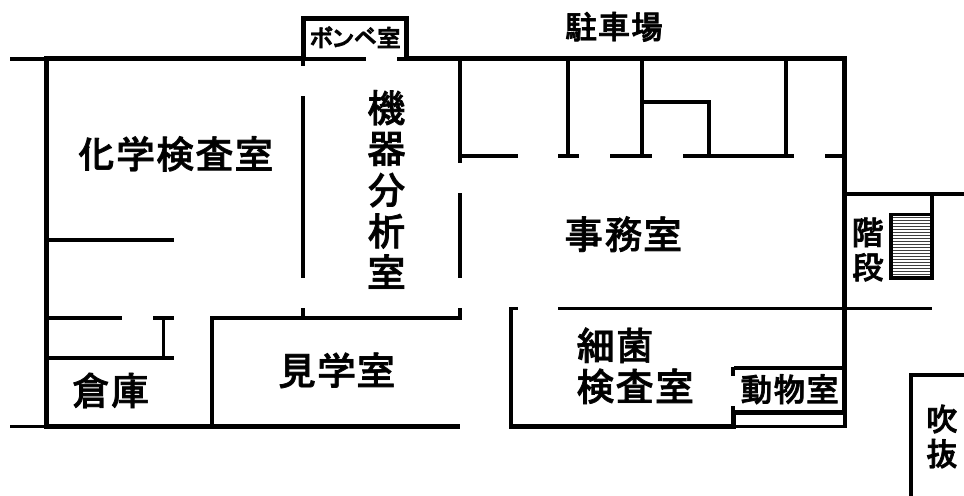 駐車場
ボンベ室
化学検査室
機器分析室
事務室
階段
細菌
検査室
見学室
倉庫
動物室
吹抜